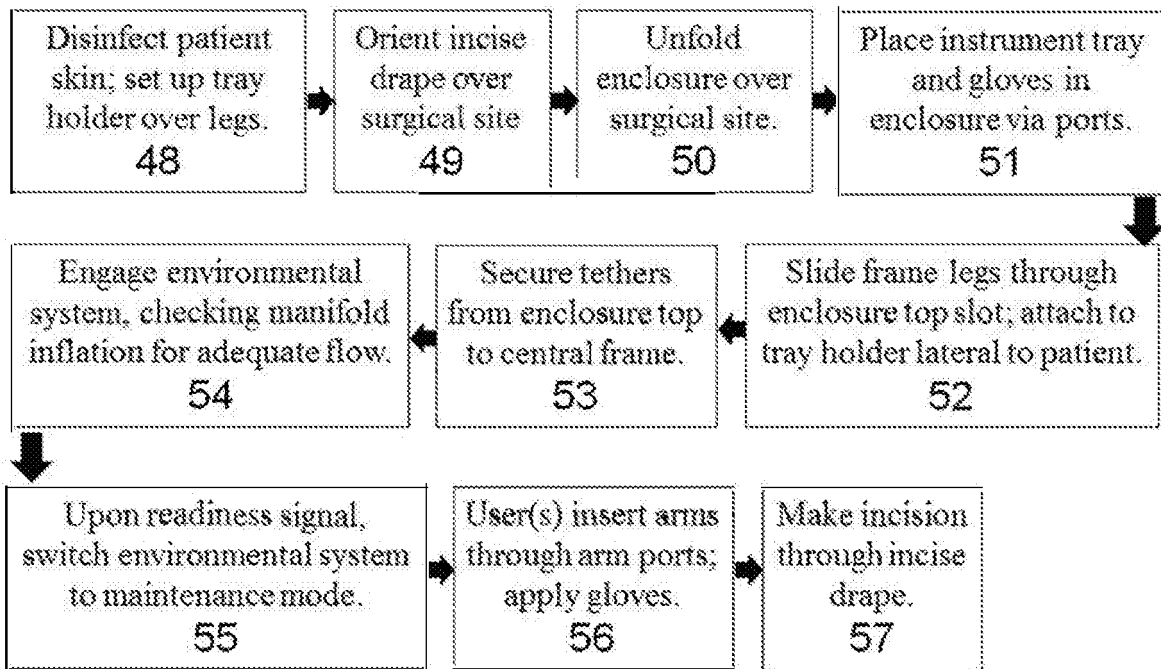 Disinfect patient
skin; set up tray
holder over legs.
48
Orient incise
drape over
surgical site
49
Unfold
enclosure over
surgical site.
50
Place instrument tray
and gloves in
enclosure via ports.
51
Slide frame legs through
enclosure top slot; attach to
tray holder lateral to patient.
52
Secure tethers
from enclosure top
to central frame.
53
Engage environmental
system, checking manifold
inflation for adequate flow.
54
Upon readiness signal,
switch environmental system
to maintenance mode.
55
User(s) insert arms
through arm ports;
apply gloves.
56
Make incision
through incise
drape.
57